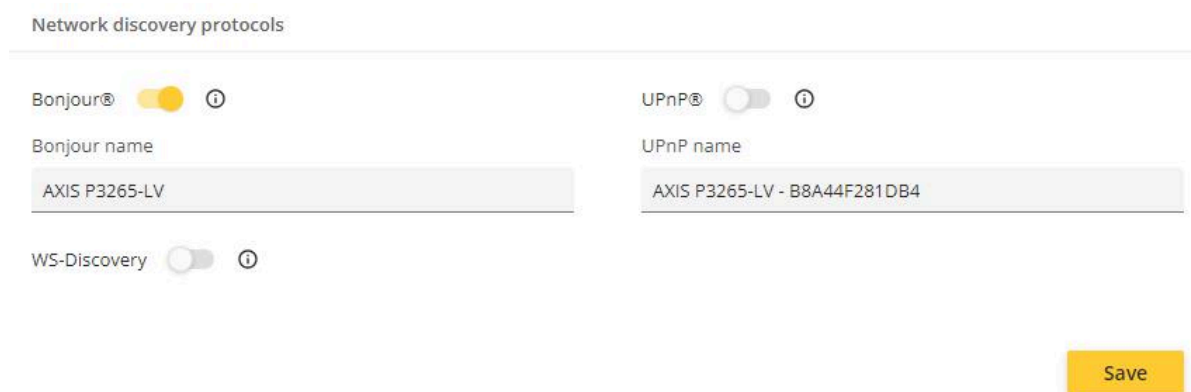 Network discovery protocols
Bonjour®
UPnP®
Bonjour name
UPnP name
AXIS P3265-LV
AXIS P3265-LV - B8A44F281DB4
WS-Discovery
Save